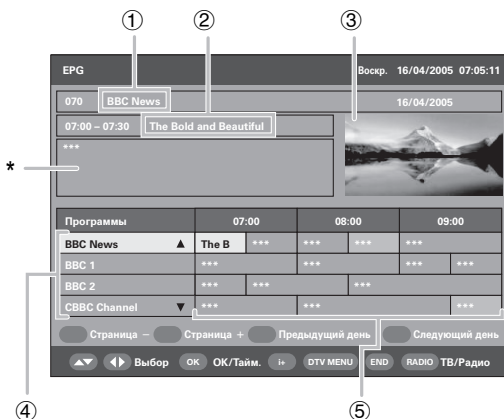 ① ② ③
EPG Воскр. 16/04/2005 07:05:11
070 BBC News 16/04/2005
07:00 – 07:30 The Bold and Beautiful
***
*
Программы 07:00 08:00 09:00
BBC News ▲ The B *** *** *** ***
BBC 1 *** *** *** ***
BBC 2 *** *** ***
CBBC Channel ▼ *** *** ***
Страница – Страница + Предыдущий день Следующий день
▲▼ ◀▶ Выбор OK ОК/Тайм. i+ DTV MENU END RADIO ТВ/Радио
④ ⑤